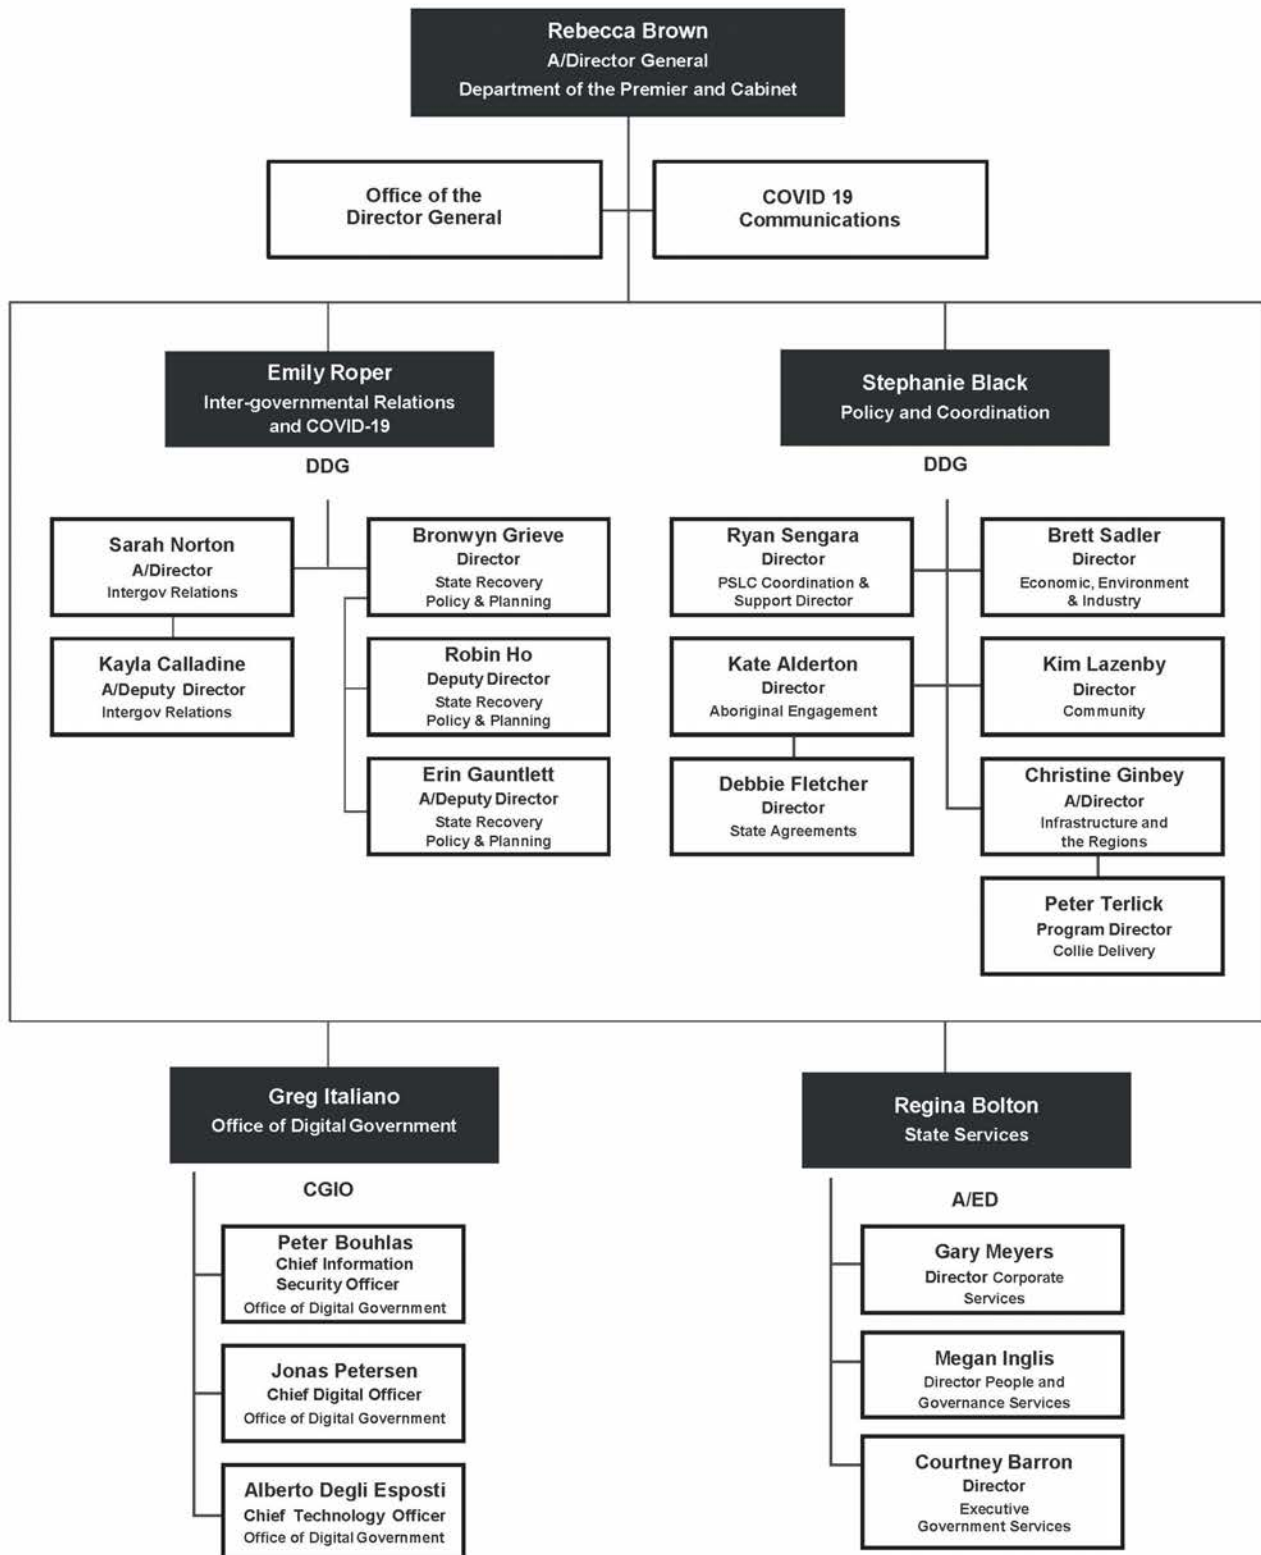 Rebecca Brown
A/Director General
Department of the Premier and Cabinet
Office of the
Director General
COVID 19
Communications
Emily Roper
Inter-governmental Relations
and COVID-19
DDG
Sarah Norton
A/Director
Intergov Relations
Kayla Calladine
A/Deputy Director
Intergov Relations
Bronwyn Grieve
Director
State Recovery
Policy & Planning
Robin Ho
Deputy Director
State Recovery
Policy & Planning
Erin Gauntlett
A/Deputy Director
State Recovery
Policy & Planning
Stephanie Black
Policy and Coordination
DDG
Ryan Sengara
Director
PSLC Coordination &
Support Director
Kate Alderton
Director
Aboriginal Engagement
Debbie Fletcher
Director
State Agreements
Brett Sadler
Director
Economic, Environment
& Industry
Kim Lazenby
Director
Community
Christine Ginbey
A/Director
Infrastructure and
the Regions
Peter Terlick
Program Director
Collie Delivery
Greg Italiano
Office of Digital Government
CGIO
Peter Bouhlas
Chief Information
Security Officer
Office of Digital Government
Jonas Petersen
Chief Digital Officer
Office of Digital Government
Alberto Degli Esposti
Chief Technology Officer
Office of Digital Government
Regina Bolton
State Services
A/ED
Gary Meyers
Director Corporate
Services
Megan Inglis
Director People and
Governance Services
Courtney Barron
Director
Executive
Government Services